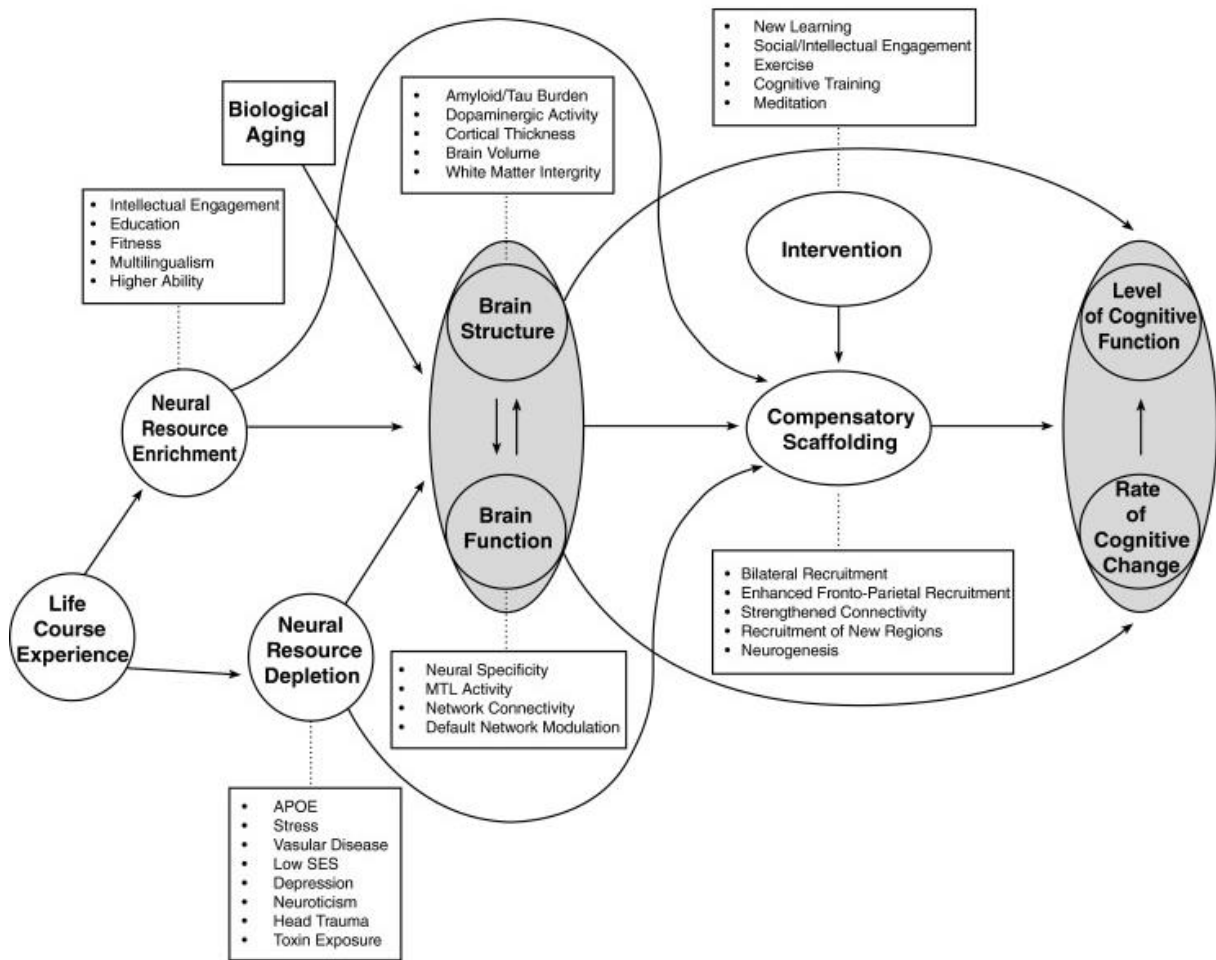 • New Learning
• Social/Intellectual Engagement
• Exercise
• Cognitive Training
• Meditation
Biological
Aging
• Amyloid/Tau Burden
• Dopaminergic Activity
• Cortical Thickness
• Brain Volume
• White Matter Intergrity
• Intellectual Engagement
• Education
• Fitness
• Multilingualism
• Higher Ability
Intervention
Brain
Structure
Level
of Cognitive
Function
Neural
Resource
Enrichment
Compensatory
Scaffolding
Brain
Function
Rate
of
Cognitive
Change
Life
Course
Experience
Neural
Resource
Depletion
• Bilateral Recruitment
• Enhanced Fronto-Parietal Recruitment
• Strengthened Connectivity
• Recruitment of New Regions
• Neurogenesis
• Neural Specificity
• MTL Activity
• Network Connectivity
• Default Network Modulation
• APOE
• Stress
• Vasular Disease
• Low SES
• Depression
• Neuroticism
• Head Trauma
• Toxin Exposure